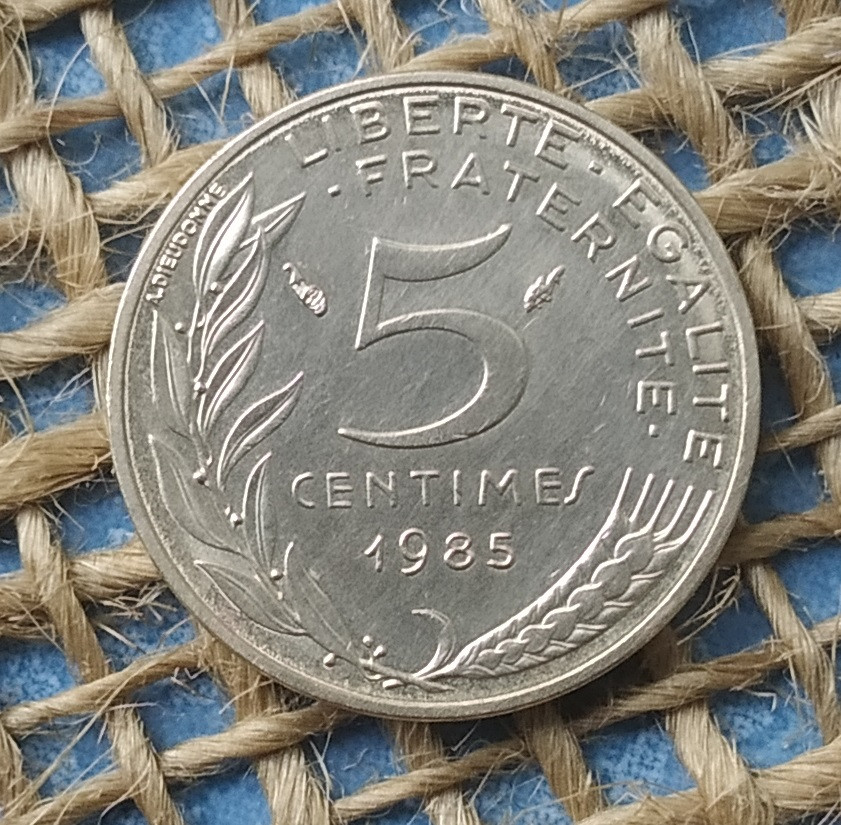 LIBERTE · EGALITE
· FRATERNITE ·
A.DIEUDONNE
5
CENTIMES
1985